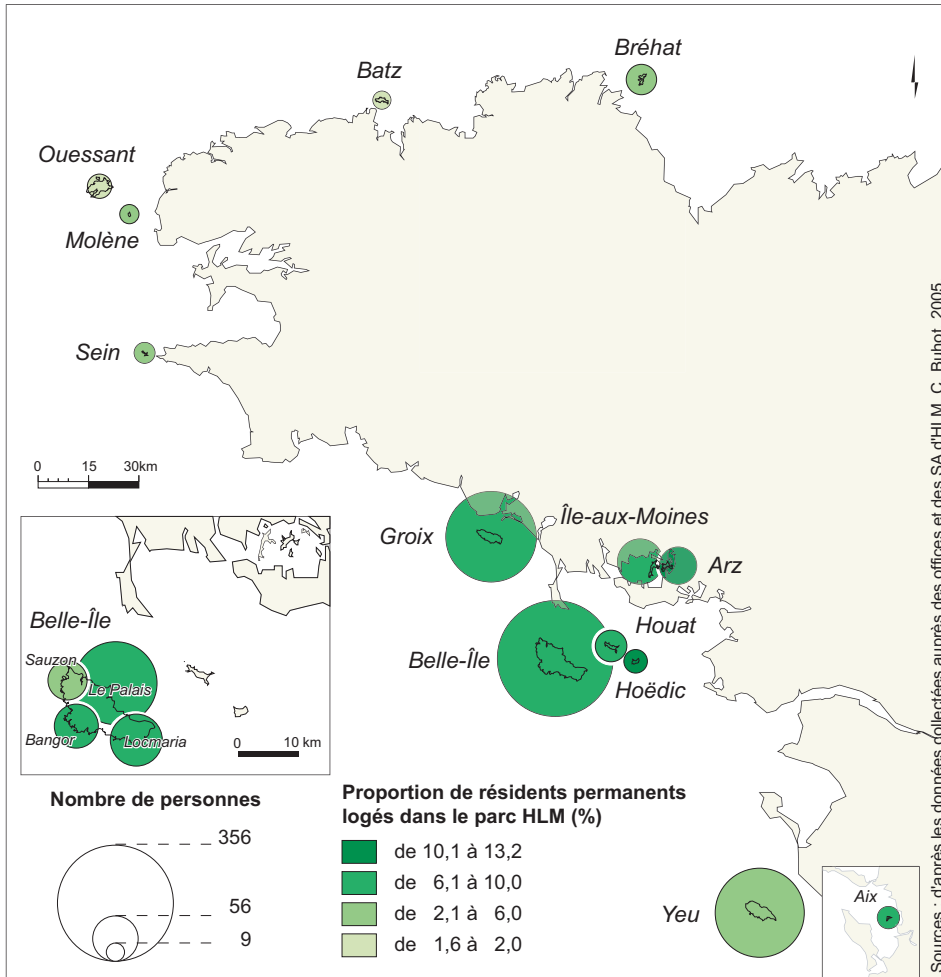 Bréhat
Batz
Ouessant
Molène
Sein
0 15 30km
Groix
Île-aux-Moines
Arz
Houat
Belle-Île
Hoëdic
Belle-Île
Sauzon
Le Palais
Bangor
Locmaria
0 10 km
Nombre de personnes
356
56
9
Proportion de résidents permanents
logés dans le parc HLM (%)
de 10,1 à 13,2
de 6,1 à 10,0
de 2,1 à 6,0
de 1,6 à 2,0
Yeu
Aix
Sources : d'après les données dollectées auprès des offices et des SA d'HLM, C. Buhot, 2005